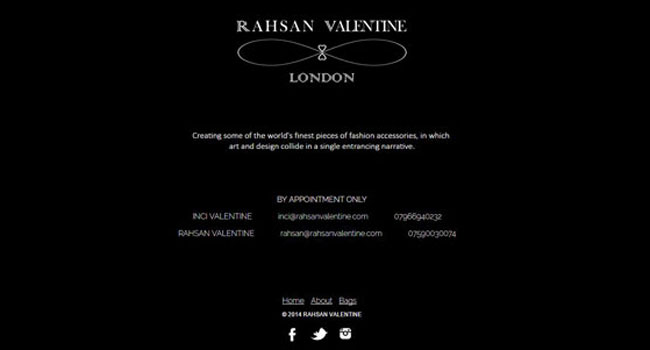 RAHSAN VALENTINE
LONDON
Creating some of the world's finest pieces of fashion accessories, in which
art and design collide in a single entrancing narrative.
BY APPOINTMENT ONLY
INCI VALENTINE inci@rahsanvalentine.com 07966940232
RAHSAN VALENTINE rahsan@rahsanvalentine.com 07590030074
Home About Bags
© 2014 RAHSAN VALENTINE